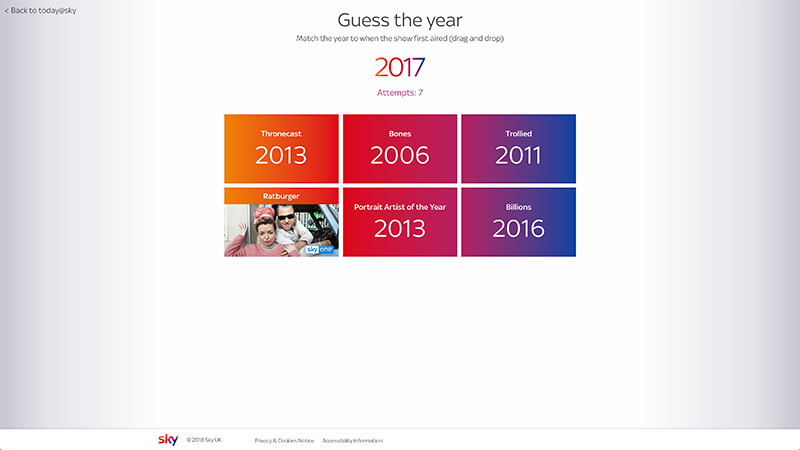 < Back to today@sky
Guess the year
Match the year to when the show first aired (drag and drop)
2017
Attempts: 7
Thronecast
2013
Bones
2006
Trollied
2011
Ratburger
sky one
Portrait Artist of the Year
2013
Billions
2016
sky
© 2018 Sky UK
Privacy & Cookies Notice
Accessibility Information